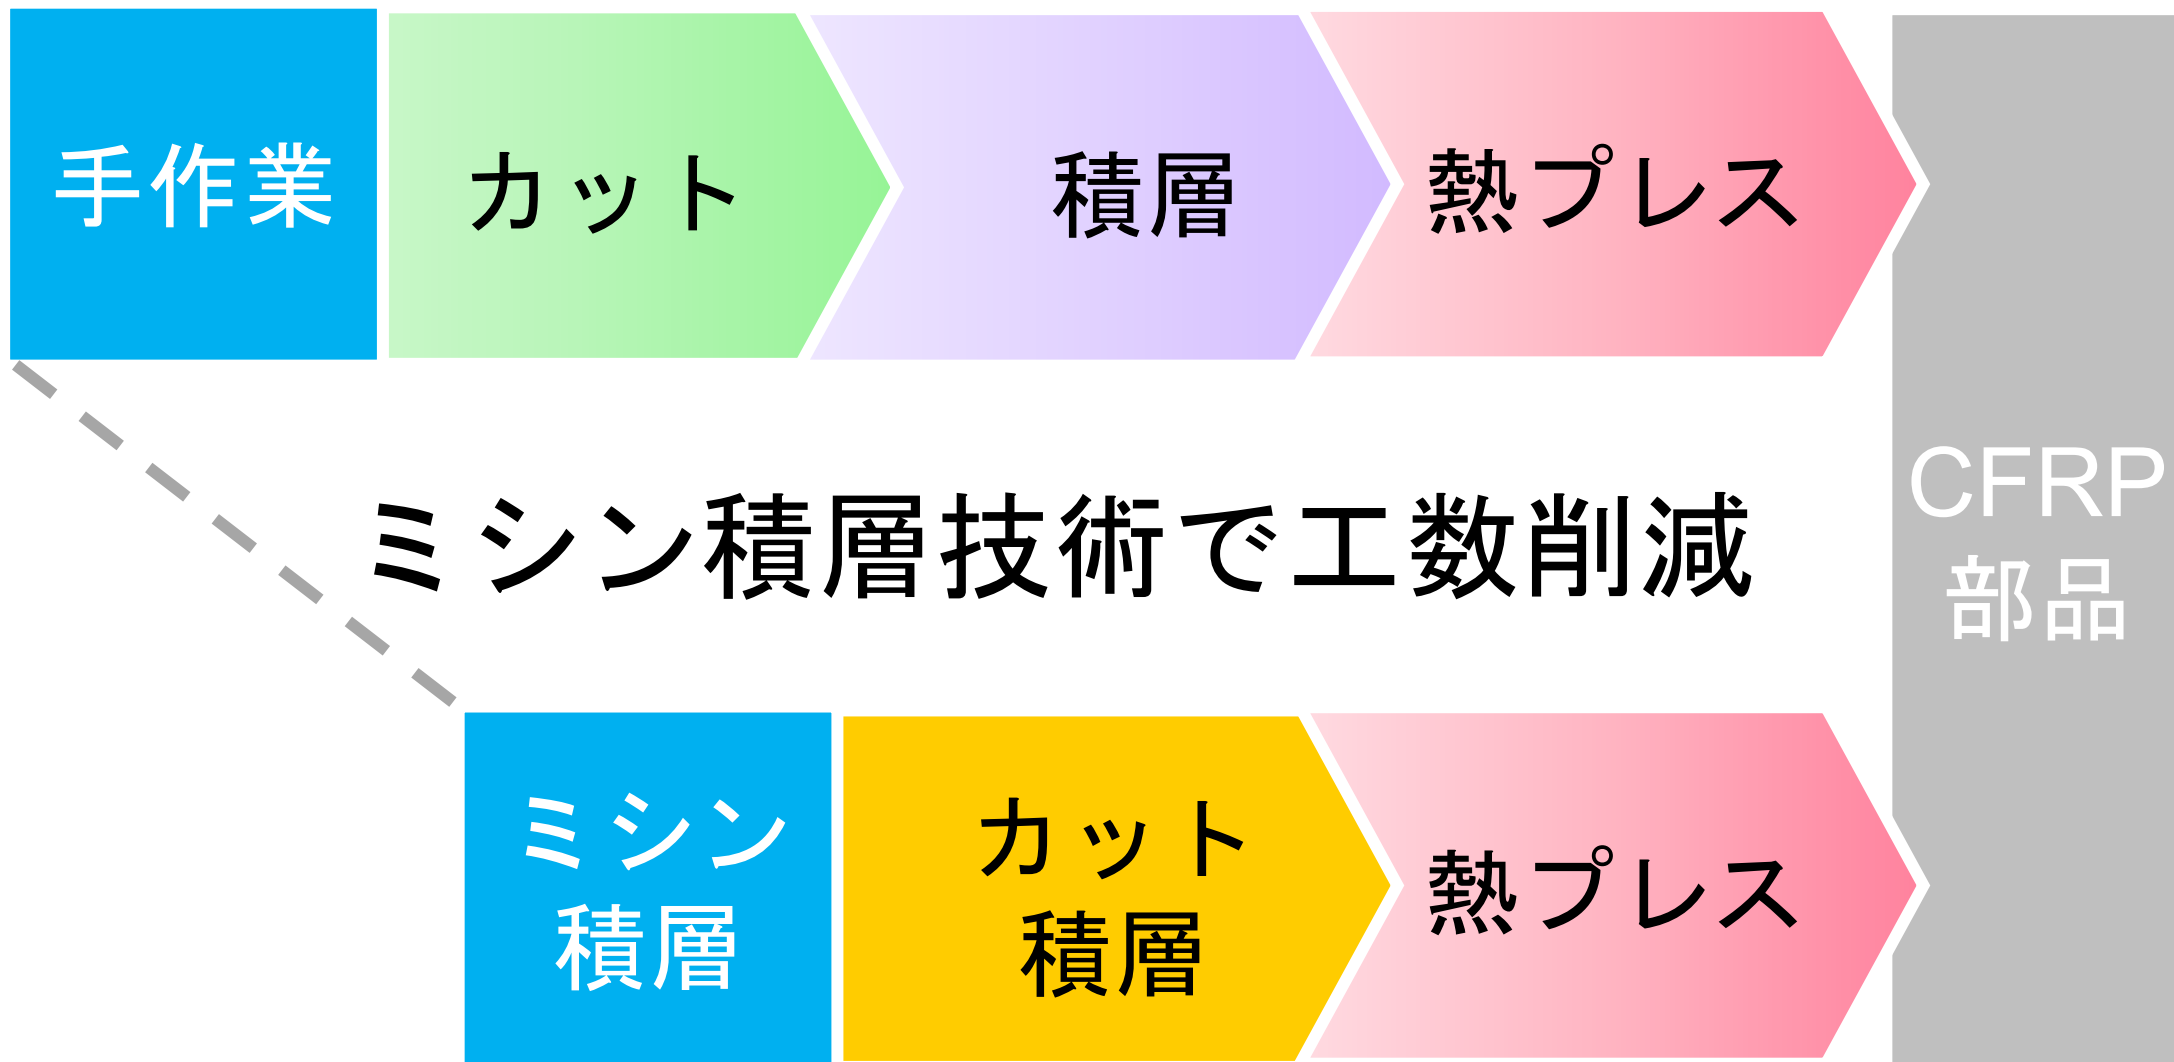 手作業
カット
積層
熱プレス
ミシン積層技術で工数削減
CFRP
部品
ミシン
積層
カット
積層
熱プレス